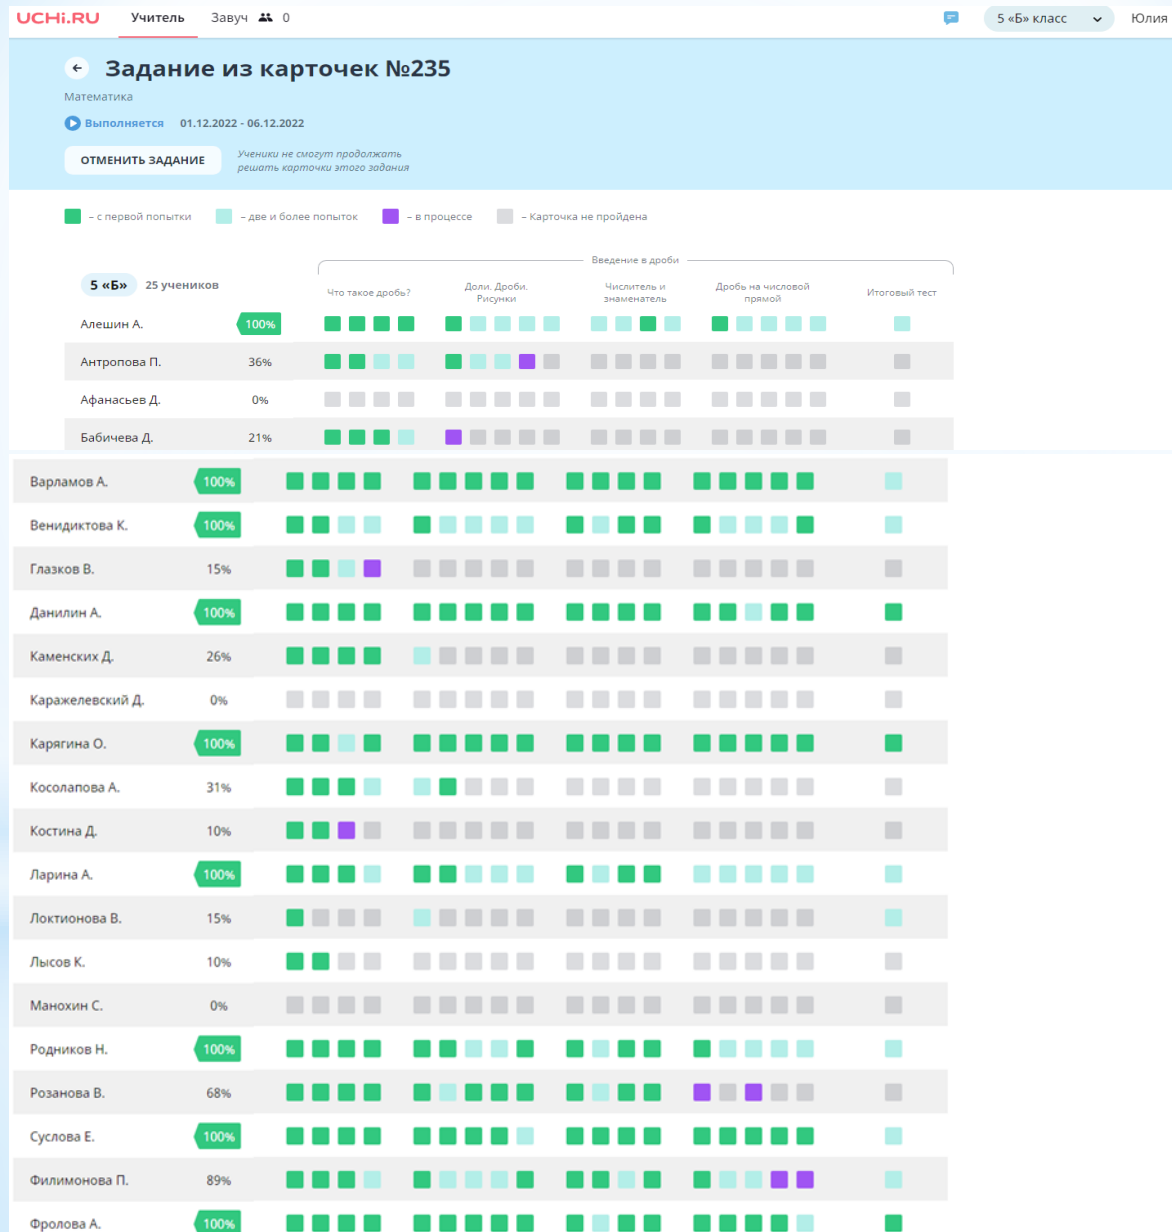 UCHi.RU Учитель Завуч 0 5 «Б» класс Юлия
Задание из карточек №235
Математика
Выполняется 01.12.2022 - 06.12.2022
ОТМЕНИТЬ ЗАДАНИЕ Ученики не смогут продолжать
решать карточки этого задания
– с первой попытки – две и более попыток – в процессе – Карточка не пройдена
Введение в дроби
5 «Б» 25 учеников
Что такое дробь? Доли. Дроби. Рисунки Числитель и знаменатель Дробь на числовой прямой Итоговый тест
Алешин А. 100%
Антропова П. 36%
Афанасьев Д. 0%
Бабичева Д. 21%
Варламов А. 100%
Венидиктова К. 100%
Глазков В. 15%
Данилин А. 100%
Каменских Д. 26%
Каражелевский Д. 0%
Карягина О. 100%
Косолапова А. 31%
Костина Д. 10%
Ларина А. 100%
Локтионова В. 15%
Лысов К. 10%
Манохин С. 0%
Родников Н. 100%
Розанова В. 68%
Суслова Е. 100%
Филимонова П. 89%
Фролова А. 100%